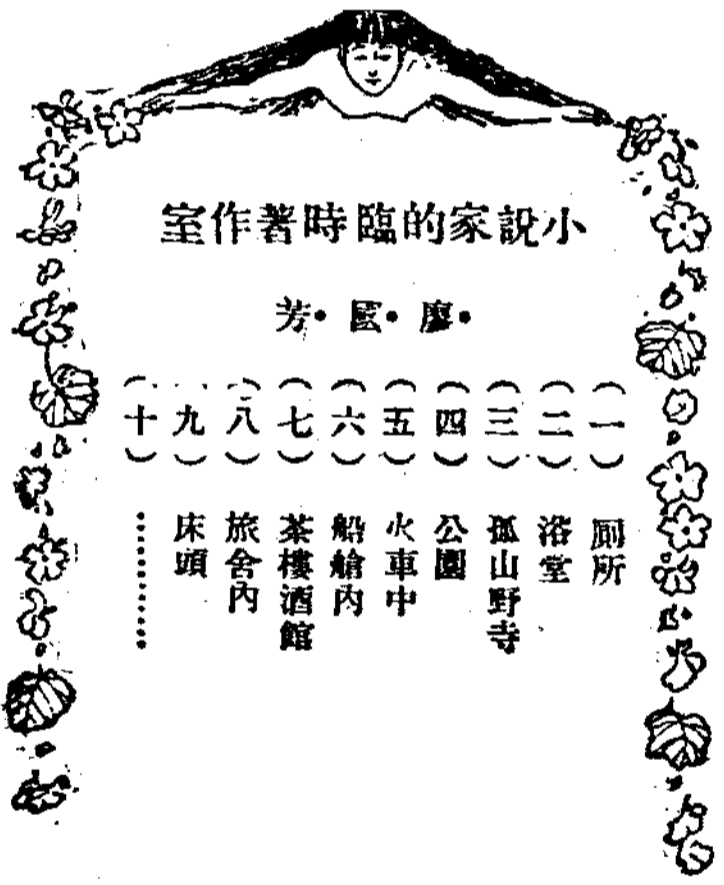 小說家的臨時著作室
廖・國・芳・
(一) 厠所
(二) 浴堂
(三) 孤山野寺
(四) 公園
(五) 火車中
(六) 船艙內
(七) 茶樓酒館
(八) 旅舍內
(九) 床頭
(十) …………